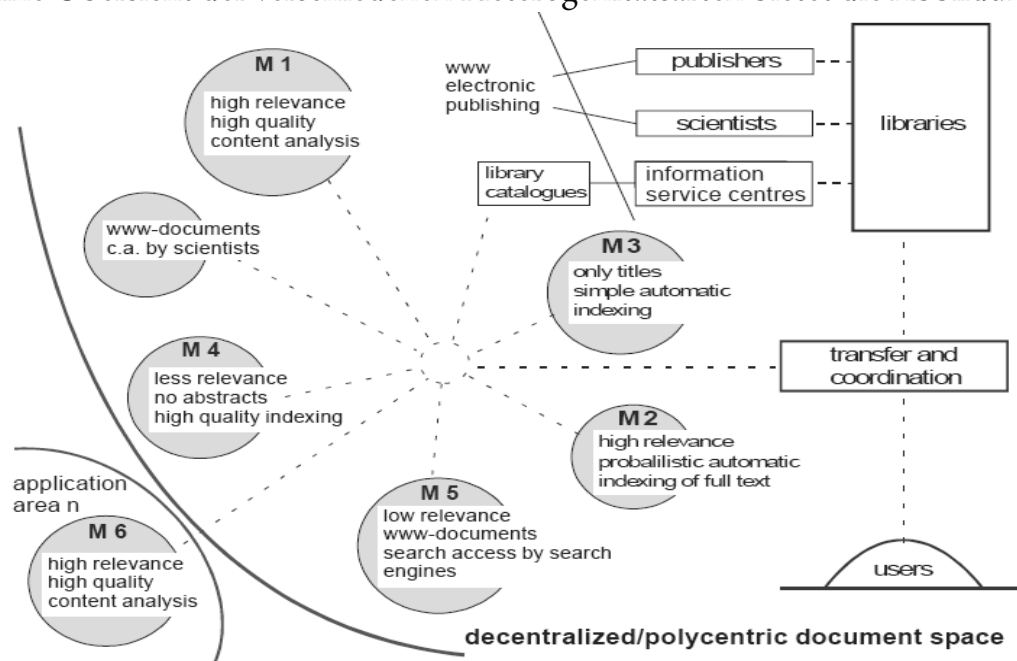 M 1
high relevance
high quality
content analysis
www
electronic
publishing
publishers
scientists
libraries
library
catalogues
information
service centres
www-documents
c.a. by scientists
M3
only titles
simple automatic
indexing
M 4
less relevance
no abstracts
high quality indexing
transfer and
coordination
M2
high relevance
probalilistic automatic
indexing of full text
application
area n
M 5
low relevance
www-documents
search access by search
engines
M 6
high relevance
high quality
content analysis
users
decentralized/polycentric document space